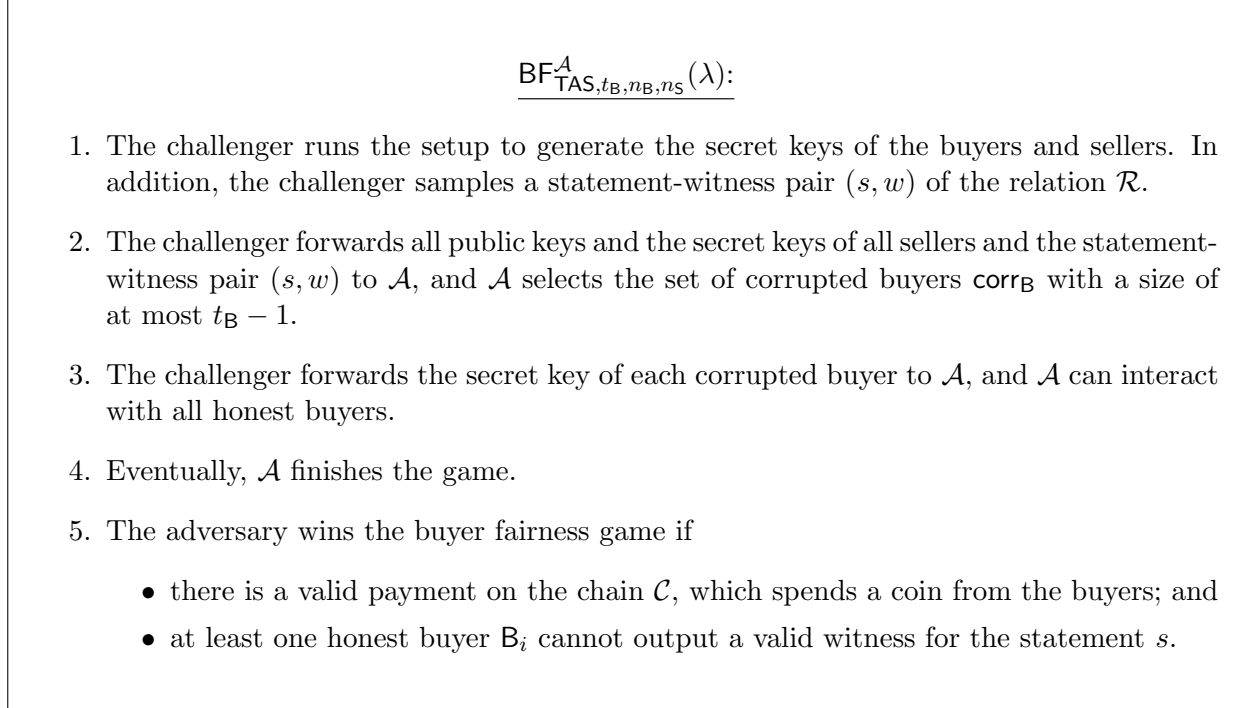 BF^𝒜_{TAS,t_B,n_B,n_S}(λ):
1. The challenger runs the setup to generate the secret keys of the buyers and sellers. In
addition, the challenger samples a statement-witness pair (s, w) of the relation ℛ.
2. The challenger forwards all public keys and the secret keys of all sellers and the statement-
witness pair (s, w) to 𝒜, and 𝒜 selects the set of corrupted buyers corr_B with a size of
at most t_B − 1.
3. The challenger forwards the secret key of each corrupted buyer to 𝒜, and 𝒜 can interact
with all honest buyers.
4. Eventually, 𝒜 finishes the game.
5. The adversary wins the buyer fairness game if
• there is a valid payment on the chain 𝒞, which spends a coin from the buyers; and
• at least one honest buyer B_i cannot output a valid witness for the statement s.